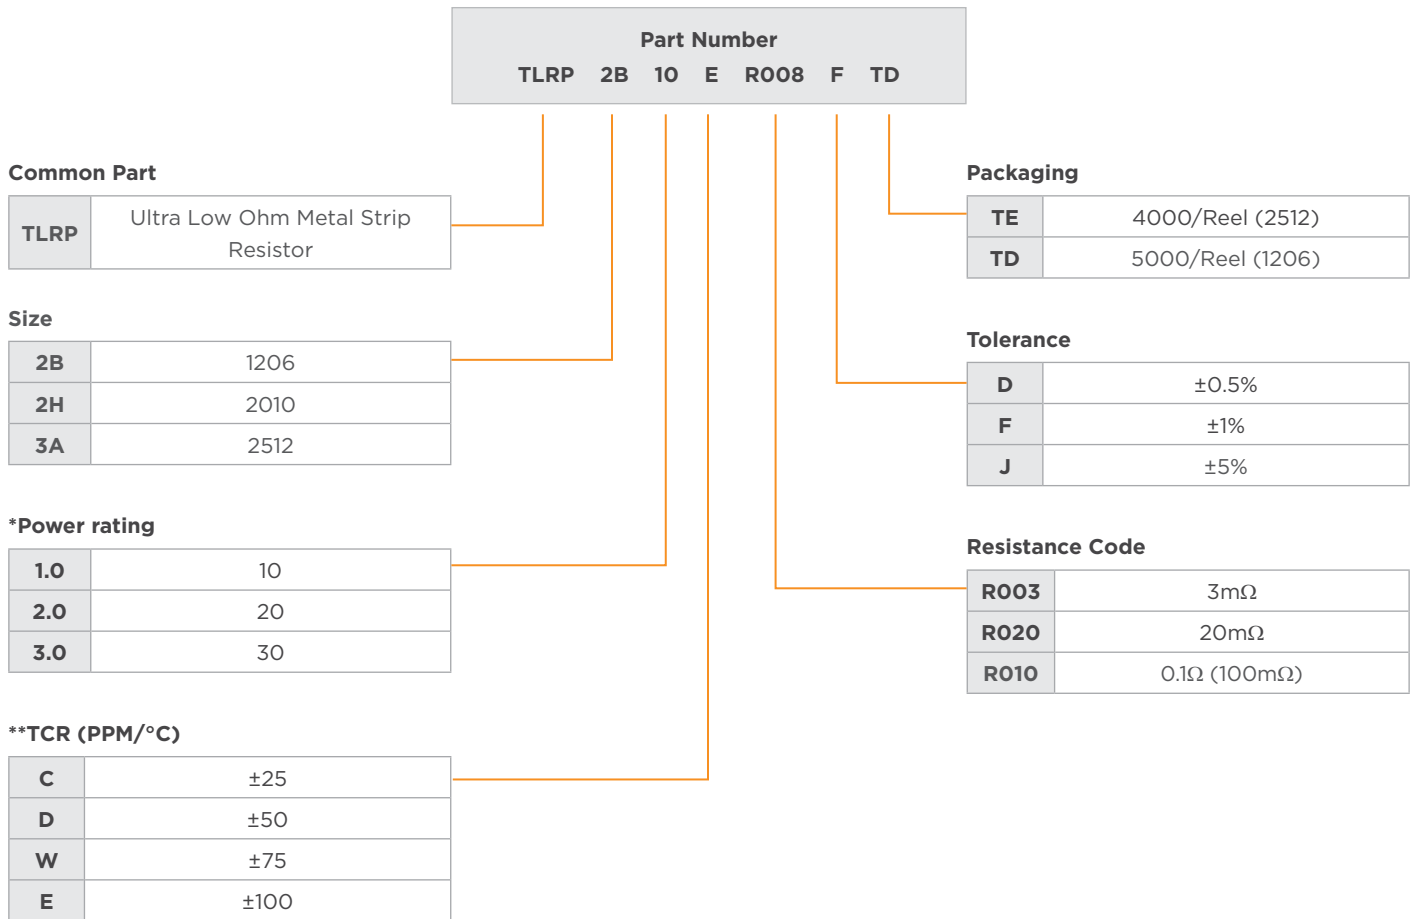 Part Number
TLRP 2B 10 E R008 F TD
Common Part
TLRP Ultra Low Ohm Metal Strip
Resistor
Size
2B 1206
2H 2010
3A 2512
*Power rating
1.0 10
2.0 20
3.0 30
**TCR (PPM/°C)
C ±25
D ±50
W ±75
E ±100
Packaging
TE 4000/Reel (2512)
TD 5000/Reel (1206)
Tolerance
D ±0.5%
F ±1%
J ±5%
Resistance Code
R003 3mΩ
R020 20mΩ
R010 0.1Ω (100mΩ)